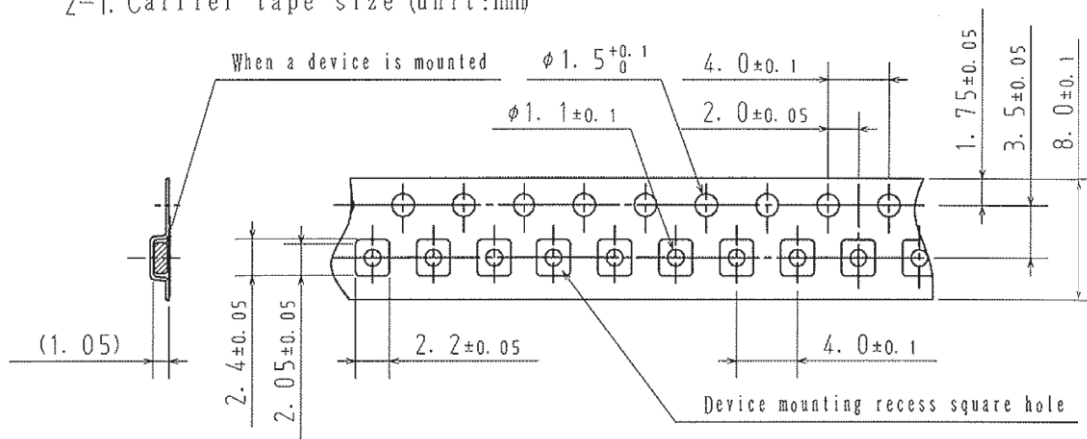 2-1. Carrier tape size (unit:mm)
When a device is mounted
φ1.5+0.1 0
4.0±0.1
φ1.1±0.1
2.0±0.05
1.75±0.05
3.5±0.05
8.0±0.1
(1.05)
2.4±0.05
2.05±0.05
2.2±0.05
4.0±0.1
Device mounting recess square hole